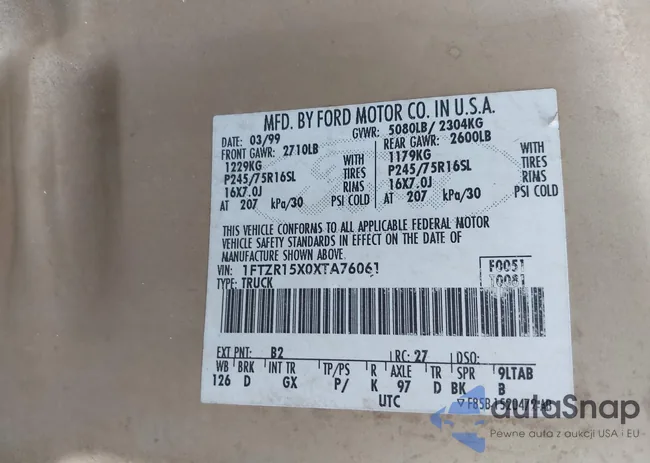 MFD. BY FORD MOTOR CO. IN U.S.A.
DATE: 03/99 GVWR: 5080LB/ 2304KG
FRONT GAWR: 2710LB REAR GAWR: 2600LB
1229KG WITH 1179KG WITH
P245/75R16SL TIRES P245/75R16SL TIRES
16X7.0J RIMS 16X7.0J RIMS
AT 207 kPa/30 PSI COLD AT 207 kPa/30 PSI COLD
THIS VEHICLE CONFORMS TO ALL APPLICABLE FEDERAL MOTOR
VEHICLE SAFETY STANDARDS IN EFFECT ON THE DATE OF
MANUFACTURE SHOWN ABOVE.
VIN: 1FTZR15X0XTA76061 F0051
TYPE: TRUCK T0081
EXT PNT: B2 RC: 27 DSO:
WB BRK INT TR TP/PS R AXLE TR SPR 9LTAB
126 D GX P/ K 97 D BK B
UTC F85B-1520472-AB
autoSnap
Pewne auta z aukcji USA i EU